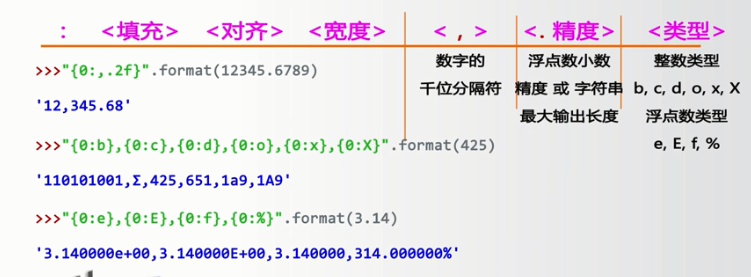 : <填充> <对齐> <宽度> <,> <.精度> <类型>
>>>"{0:,.2f}".format(12345.6789)
'12,345.68'
>>>"{0:b},{0:c},{0:d},{0:o},{0:x},{0:X}".format(425)
'110101001,Σ,425,651,1a9,1A9'
>>>"{0:e},{0:E},{0:f},{0:%}".format(3.14)
'3.140000e+00,3.140000E+00,3.140000,314.000000%'
数字的
千位分隔符
浮点数小数
精度 或 字符串
最大输出长度
整数类型
b, c, d, o, x, X
浮点数类型
e, E, f, %